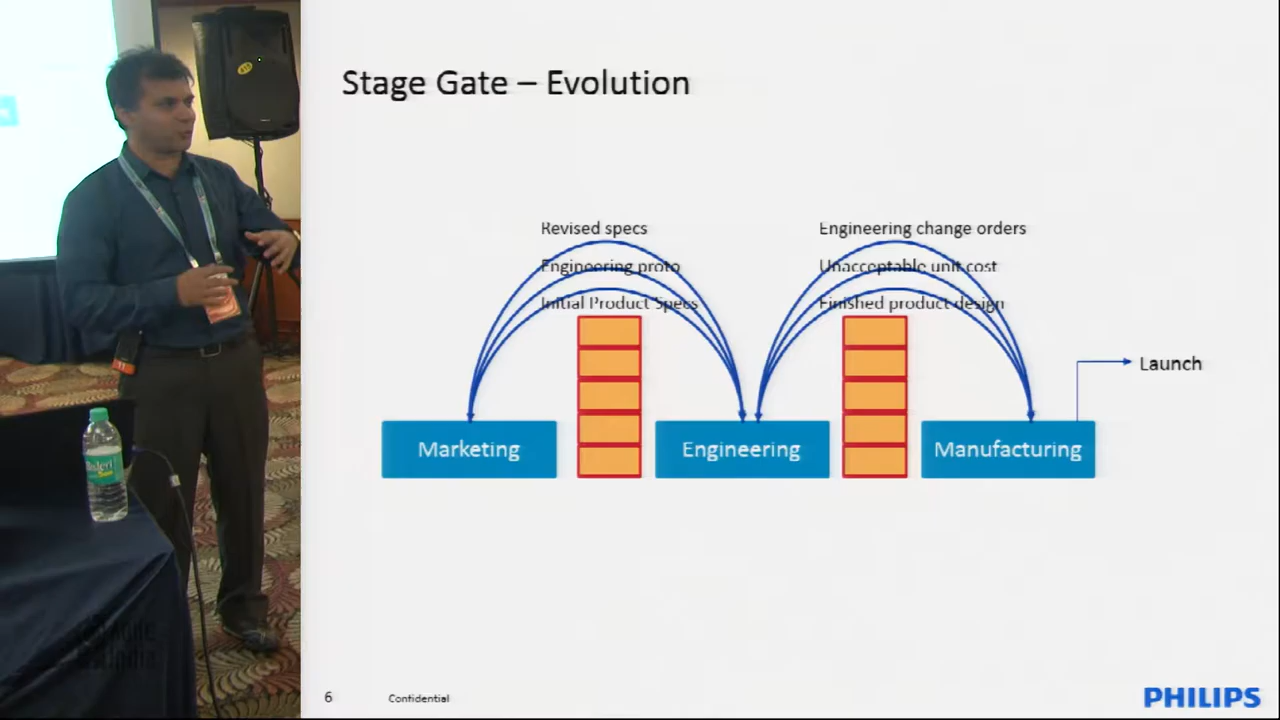 Stage Gate – Evolution
Revised specs
Engineering proto
Initial Product Specs
Engineering change orders
Unacceptable unit cost
Finished product design
Launch
Marketing
Engineering
Manufacturing
6
Confidential
PHILIPS